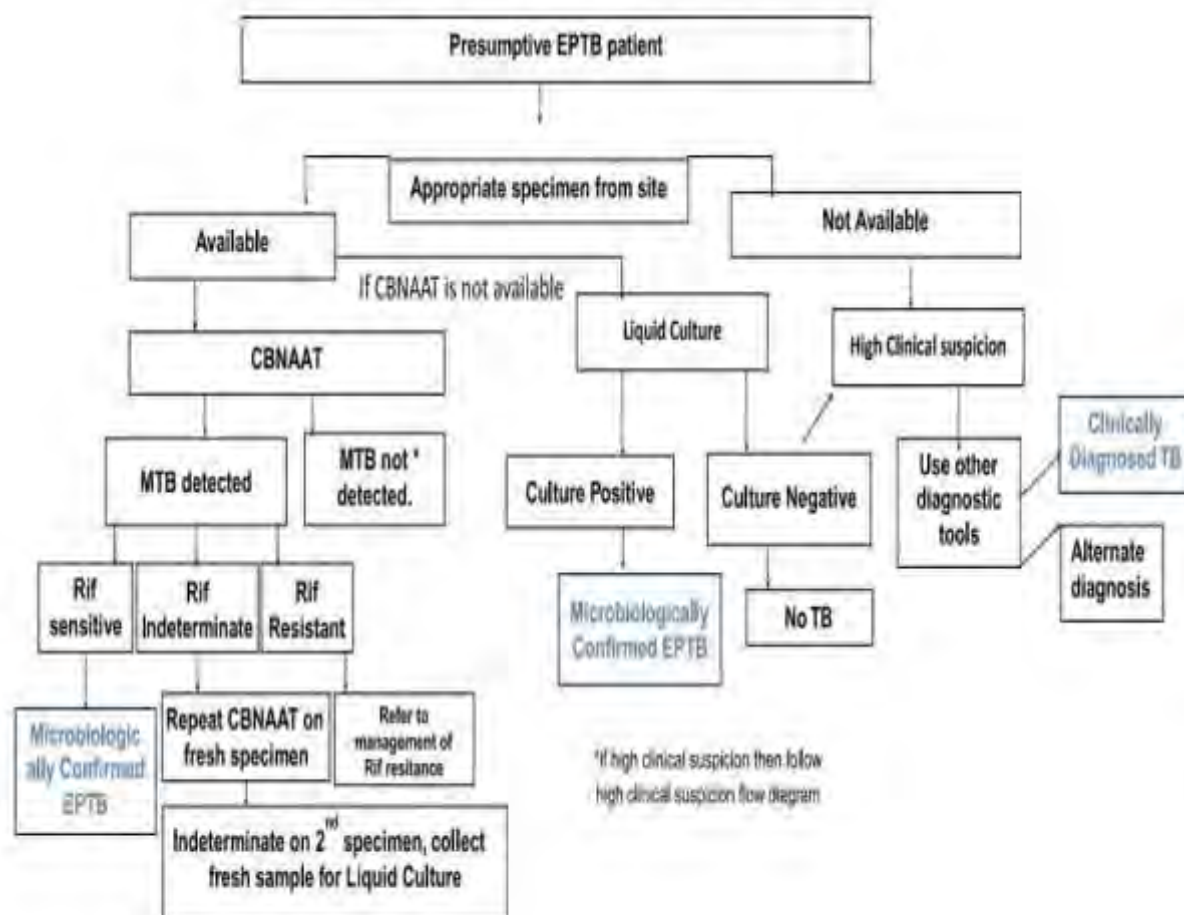 Presumptive EPTB patient
Appropriate specimen from site
Available
Not Available
If CBNAAT is not available
CBNAAT
Liquid Culture
High Clinical suspicion
MTB detected
MTB not *
detected.
Culture Positive
Culture Negative
Use other
diagnostic
tools
Clinically
Diagnosed TB
Alternate
diagnosis
Rif
sensitive
Rif
Indeterminate
Rif
Resistant
Microbiologically
Confirmed EPTB
No TB
Microbiologic
ally Confirmed
EPTB
Repeat CBNAAT on
fresh specimen
Refer to
management of
Rif resitance
*If high clinical suspicion then follow
high clinical suspicion flow diagram
Indeterminate on 2nd specimen, collect
fresh sample for Liquid Culture